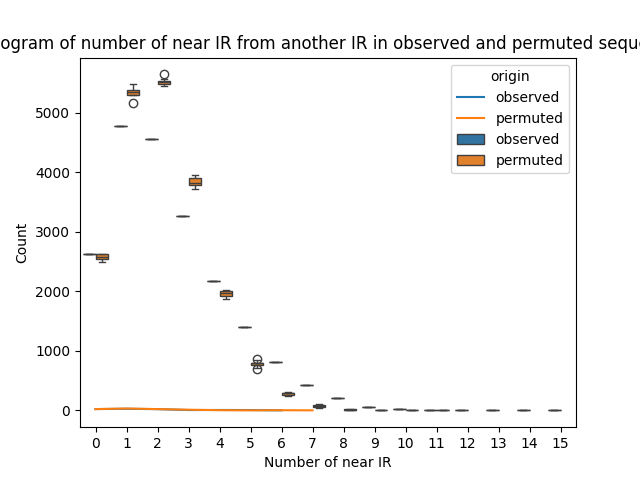 ogram of number of near IR from another IR in observed and permuted sequ
origin
observed
permuted
observed
permuted
Count
5000
4000
3000
2000
1000
0
0 1 2 3 4 5 6 7 8 9 10 11 12 13 14 15
Number of near IR